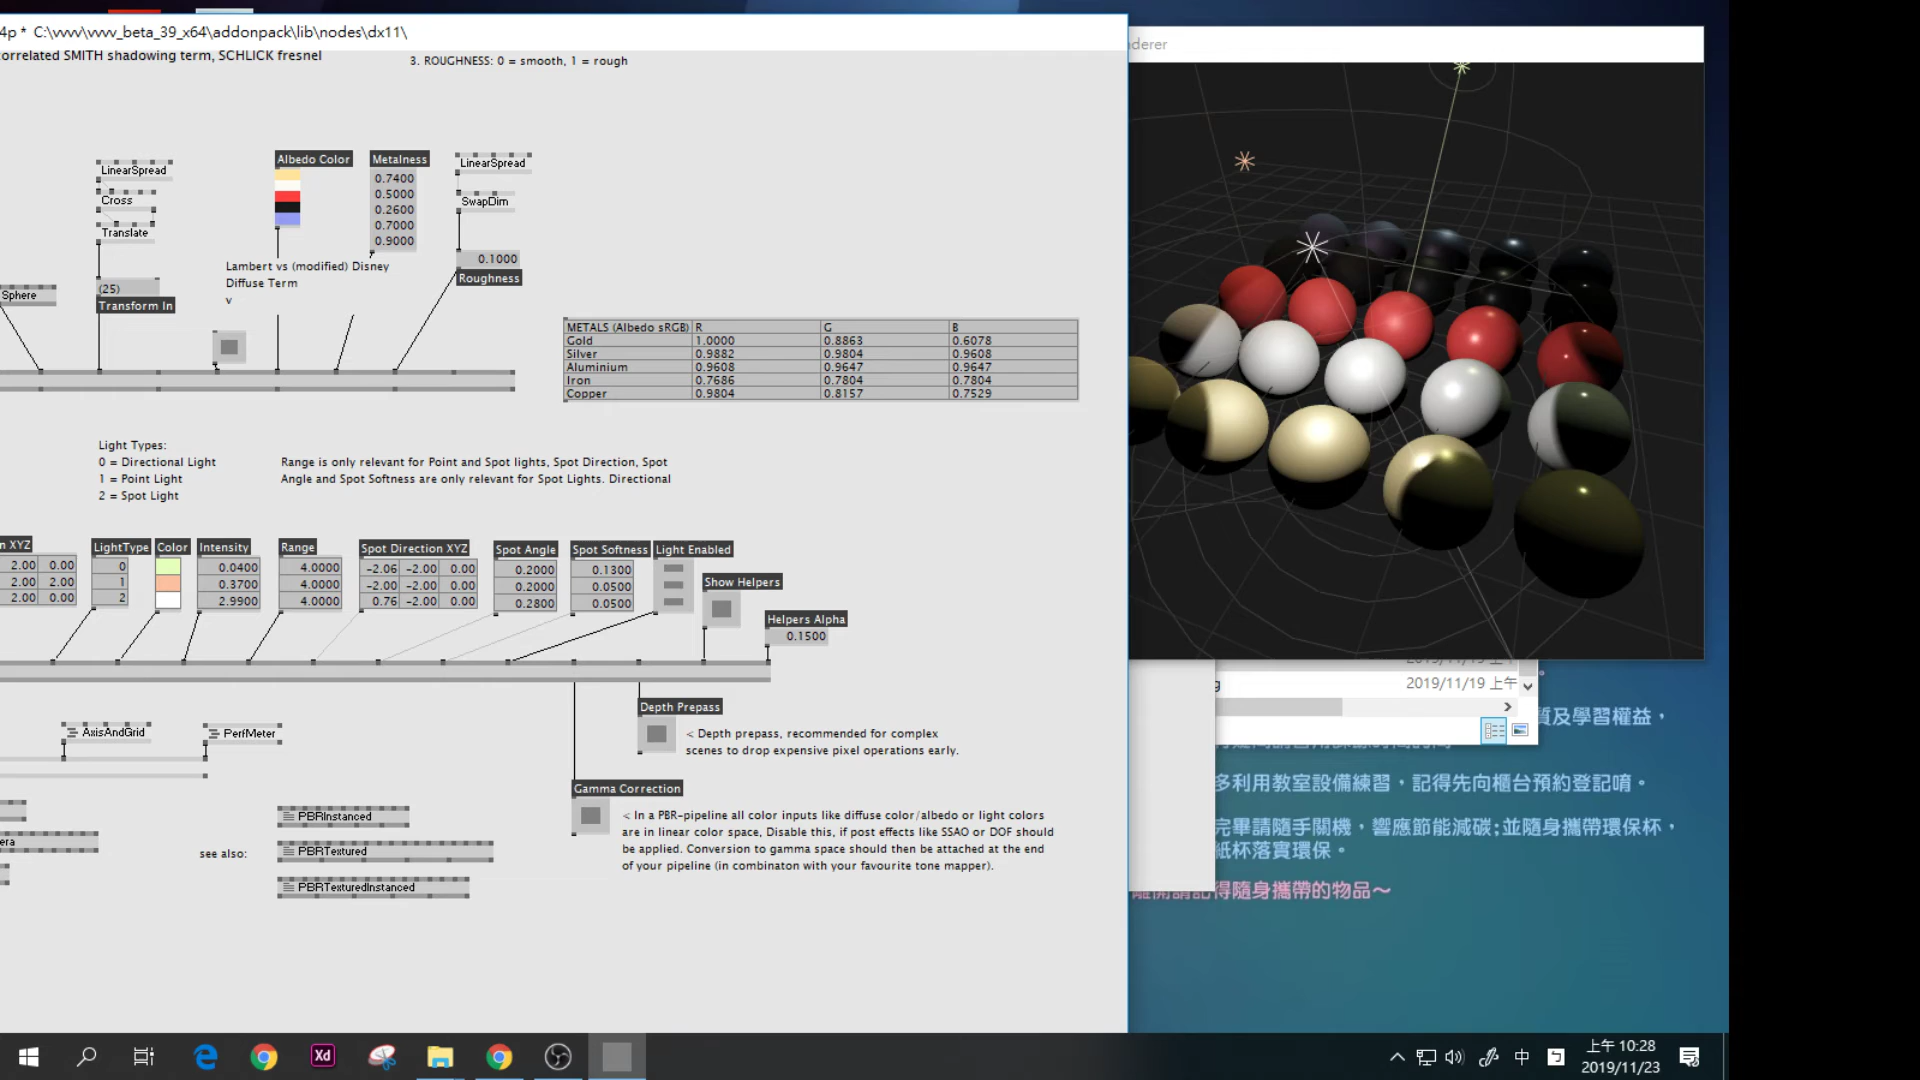 4p * C:\vvvv\vvvv_beta_39_x64\addonpack\lib\nodes\dx11\
orrelated SMITH shadowing term, SCHLICK fresnel
3. ROUGHNESS: 0 = smooth, 1 = rough
LinearSpread
Cross
Translate
(25)
Transform In
Sphere
Albedo Color
Metalness
0.7400
0.5000
0.2600
0.7000
0.9000
LinearSpread
SwapDim
0.1000
Roughness
Lambert vs (modified) Disney
Diffuse Term
v
METALS (Albedo sRGB) R G B
Gold 1.0000 0.8863 0.6078
Silver 0.9882 0.9804 0.9608
Aluminium 0.9608 0.9647 0.9647
Iron 0.7686 0.7804 0.7804
Copper 0.9804 0.8157 0.7529
Light Types:
0 = Directional Light
1 = Point Light
2 = Spot Light
Range is only relevant for Point and Spot lights, Spot Direction, Spot
Angle and Spot Softness are only relevant for Spot Lights. Directional
n XYZ LightType Color Intensity Range Spot Direction XYZ Spot Angle Spot Softness Light Enabled
2.00 0.00 0 0.0400 4.0000 -2.06 -2.00 0.00 0.2000 0.1300
2.00 2.00 1 0.3700 4.0000 -2.00 -2.00 0.00 0.2000 0.0500
2.00 0.00 2 2.9900 4.0000 0.76 -2.00 0.00 0.2800 0.0500
Show Helpers
Helpers Alpha
0.1500
Depth Prepass
< Depth prepass, recommended for complex
scenes to drop expensive pixel operations early.
AxisAndGrid
PerfMeter
Gamma Correction
< In a PBR-pipeline all color inputs like diffuse color/albedo or light colors
are in linear color space, Disable this, if post effects like SSAO or DOF should
be applied. Conversion to gamma space should then be attached at the end
of your pipeline (in combinaton with your favourite tone mapper).
era
see also:
PBRInstanced
PBRTextured
PBRTexturedInstanced
derer
2019/11/19 上午
g 2019/11/19 上午
質及學習權益，
多利用教室設備練習，記得先向櫃台預約登記唷。
完畢請隨手關機，響應節能減碳;並隨身攜帶環保杯，
紙杯落實環保。
離開請記得隨身攜帶的物品～
Xd
中
上午 10:28
2019/11/23